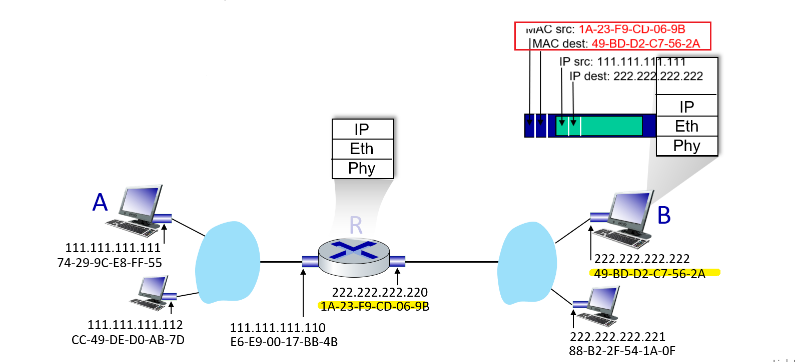 MAC src: 1A-23-F9-CD-06-9B
MAC dest: 49-BD-D2-C7-56-2A
IP src: 111.111.111.111
IP dest: 222.222.222.222
IP
Eth
Phy
IP
Eth
Phy
A
R
B
111.111.111.111
74-29-9C-E8-FF-55
222.222.222.222
49-BD-D2-C7-56-2A
222.222.222.220
1A-23-F9-CD-06-9B
111.111.111.112
CC-49-DE-D0-AB-7D
111.111.111.110
E6-E9-00-17-BB-4B
222.222.222.221
88-B2-2F-54-1A-0F